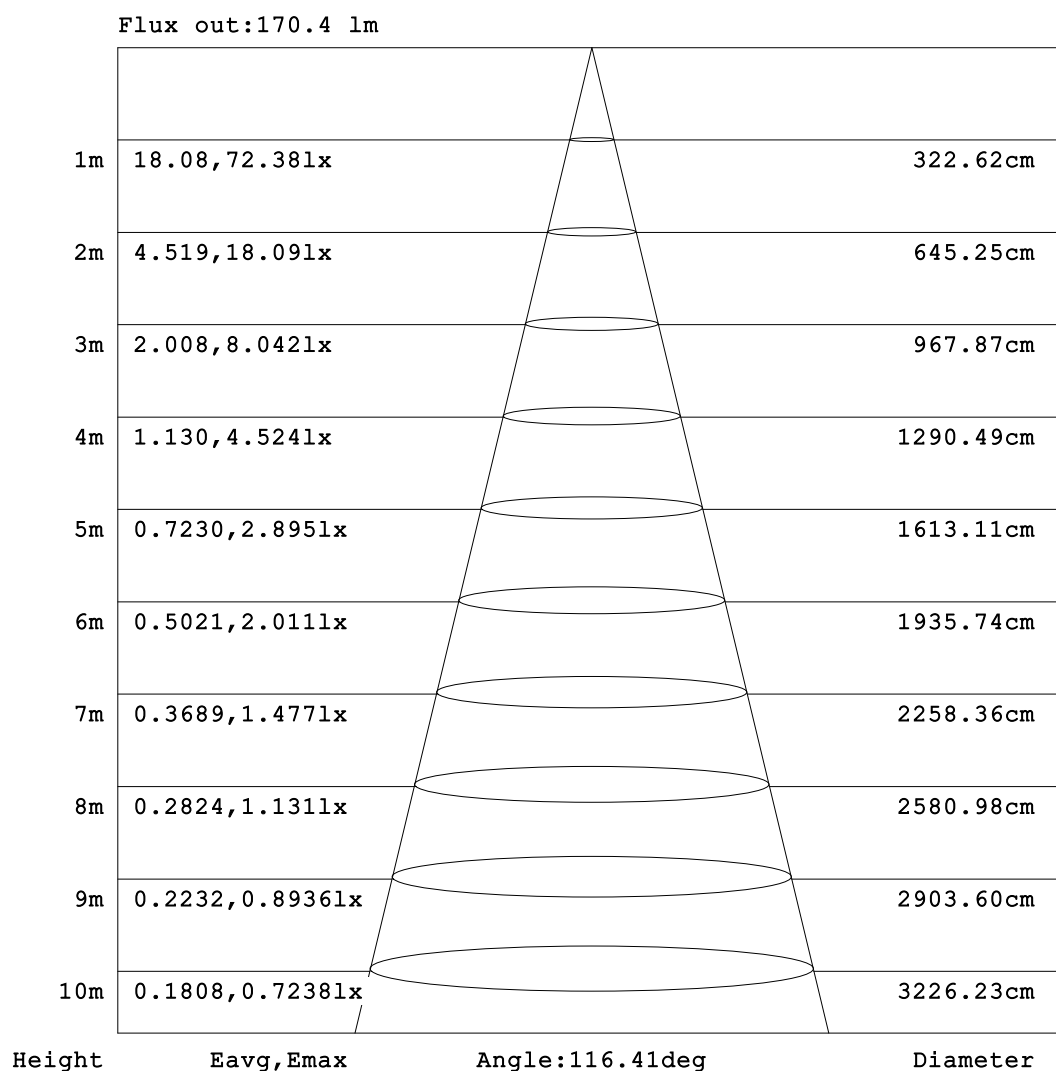 Flux out:170.4 lm
1m 18.08,72.38lx 322.62cm
2m 4.519,18.09lx 645.25cm
3m 2.008,8.042lx 967.87cm
4m 1.130,4.524lx 1290.49cm
5m 0.7230,2.895lx 1613.11cm
6m 0.5021,2.011lx 1935.74cm
7m 0.3689,1.477lx 2258.36cm
8m 0.2824,1.131lx 2580.98cm
9m 0.2232,0.8936lx 2903.60cm
10m 0.1808,0.7238lx 3226.23cm
Height Eavg,Emax Angle:116.41deg Diameter